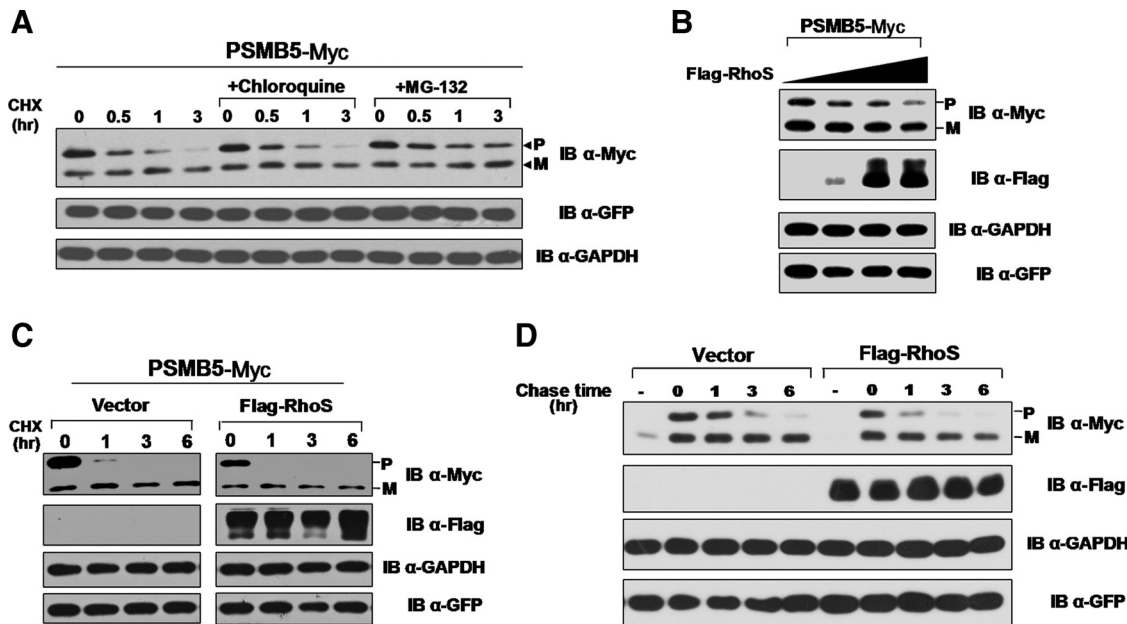 A
PSMB5-Myc
+Chloroquine +MG-132
CHX (hr) 0 0.5 1 3 0 0.5 1 3 0 0.5 1 3
P
IB α-Myc
M
IB α-GFP
IB α-GAPDH
B
PSMB5-Myc
Flag-RhoS
P
IB α-Myc
M
IB α-Flag
IB α-GAPDH
IB α-GFP
C
PSMB5-Myc
Vector Flag-RhoS
CHX (hr) 0 1 3 6 0 1 3 6
P
IB α-Myc
M
IB α-Flag
IB α-GAPDH
IB α-GFP
D
Vector Flag-RhoS
Chase time (hr) - 0 1 3 6 - 0 1 3 6
P
IB α-Myc
M
IB α-Flag
IB α-GAPDH
IB α-GFP